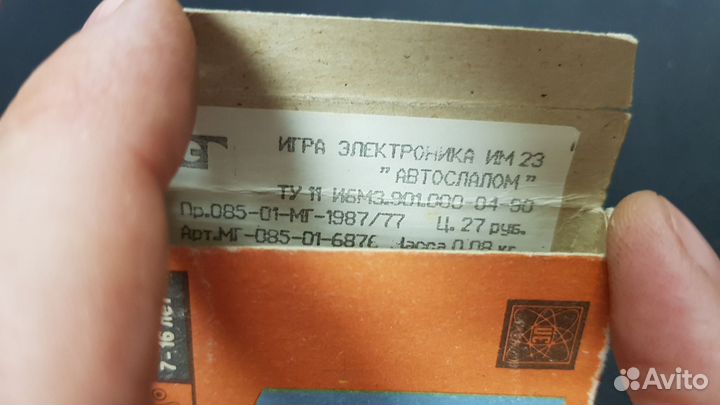 ИГРА ЭЛЕКТРОНИКА ИМ 23
"АВТОСЛАЛОМ"
ТУ 11 И6М3.901.000 04-90
Пр.085-01-МГ-1987/77 Ц. 27 руб.
Арт.МГ-085-01-6876 Масса 0,08 кг
7-16 лет
Avito